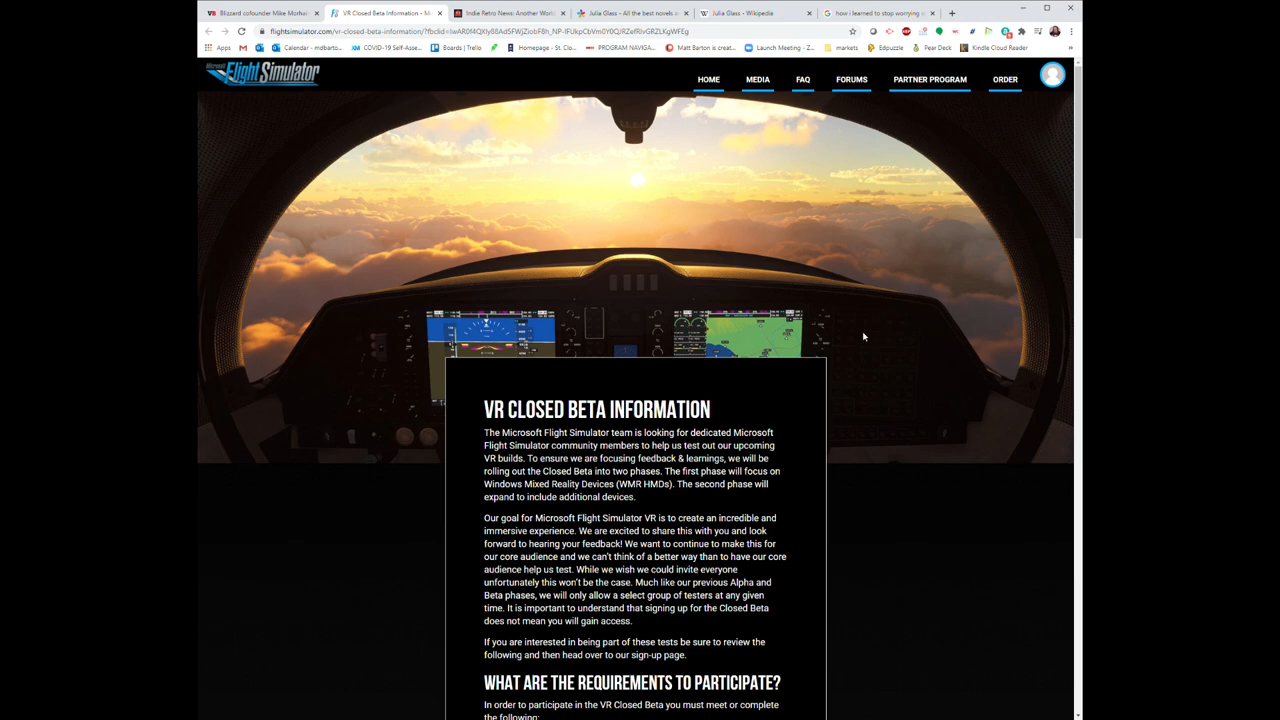 Blizzard cofounder Mike Morhai
VR Closed Beta Information - Mi
Indie Retro News: Another World
Julia Glass - All the best novels a
Julia Glass - Wikipedia
how i learned to stop worrying a
Apps
Gmail
Calendar - mdbarto...
COVID-19 Self-Asse...
Boards | Trello
Homepage - St. Clo...
PROGRAM NAVIGA...
Matt Barton is creat...
Launch Meeting - Z...
markets
Edpuzzle
Pear Deck
Kindle Cloud Reader
Microsoft
Flight Simulator
HOME
MEDIA
FAQ
FORUMS
PARTNER PROGRAM
ORDER
VR CLOSED BETA INFORMATION
The Microsoft Flight Simulator team is looking for dedicated Microsoft
Flight Simulator community members to help us test out our upcoming
VR builds. To ensure we are focusing feedback & learnings, we will be
rolling out the Closed Beta into two phases. The first phase will focus on
Windows Mixed Reality Devices (WMR HMDs). The second phase will
expand to include additional devices.
Our goal for Microsoft Flight Simulator VR is to create an incredible and
immersive experience. We are excited to share this with you and look
forward to hearing your feedback! We want to continue to make this for
our core audience and we can't think of a better way than to have our core
audience help us test. While we wish we could invite everyone
unfortunately this won't be the case. Much like our previous Alpha and
Beta phases, we will only allow a select group of testers at any given
time. It is important to understand that signing up for the Closed Beta
does not mean you will gain access.
If you are interested in being part of these tests be sure to review the
following and then head over to our sign-up page.
WHAT ARE THE REQUIREMENTS TO PARTICIPATE?
In order to participate in the VR Closed Beta you must meet or complete
the following: